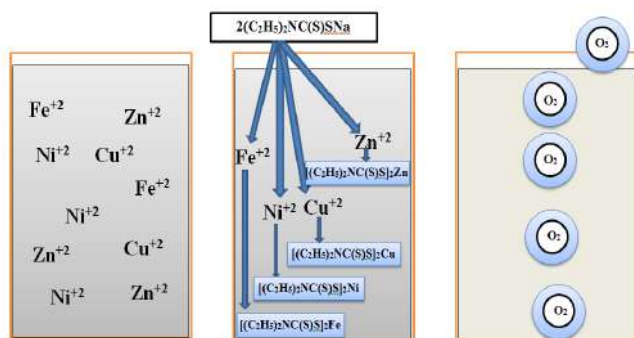 2(C₂H₅)₂NC(S)SNa
Fe⁺²
Zn⁺²
Ni⁺² Cu⁺²
Fe⁺²
Ni⁺²
Zn⁺² Cu⁺²
Ni⁺² Zn⁺²
Zn⁺²
Fe⁺²
[(C₂H₅)₂NC(S)S]₂Zn
Ni⁺² Cu⁺²
[(C₂H₅)₂NC(S)S]₂Cu
[(C₂H₅)₂NC(S)S]₂Ni
[(C₂H₅)₂NC(S)S]₂Fe
O₂
O₂
O₂
O₂
O₂